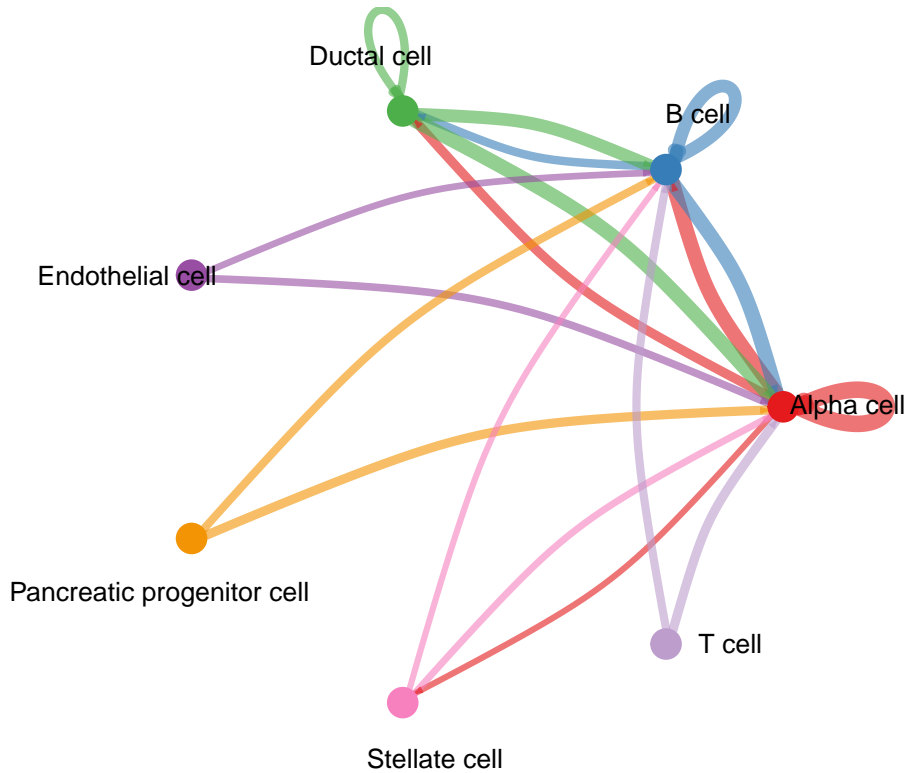 Ductal cell
B cell
Endothelial cell
Alpha cell
Pancreatic progenitor cell
T cell
Stellate cell